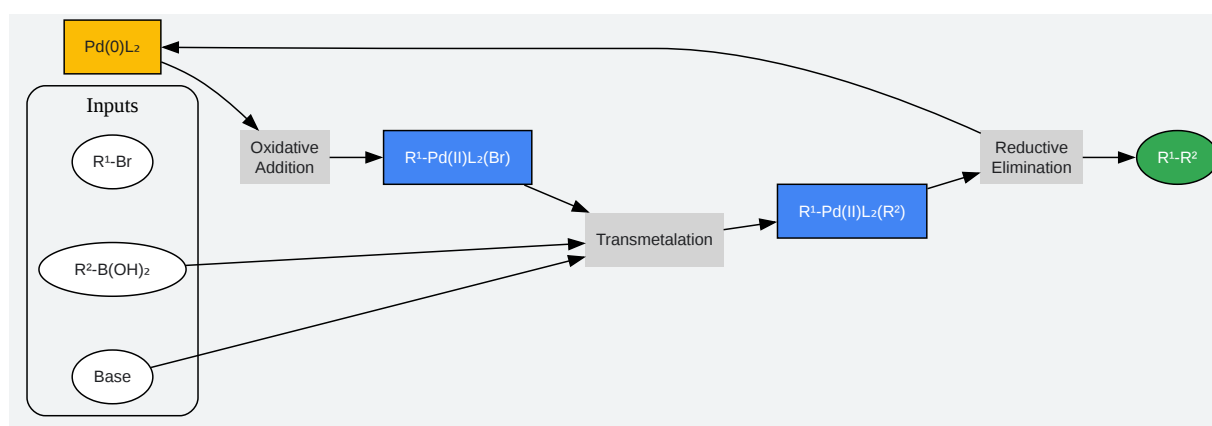 Pd(0)L₂
Inputs
R¹-Br
Oxidative
Addition
R¹-Pd(II)L₂(Br)
Reductive
Elimination
R¹-R²
R¹-Pd(II)L₂(R²)
Transmetalation
R²-B(OH)₂
Base